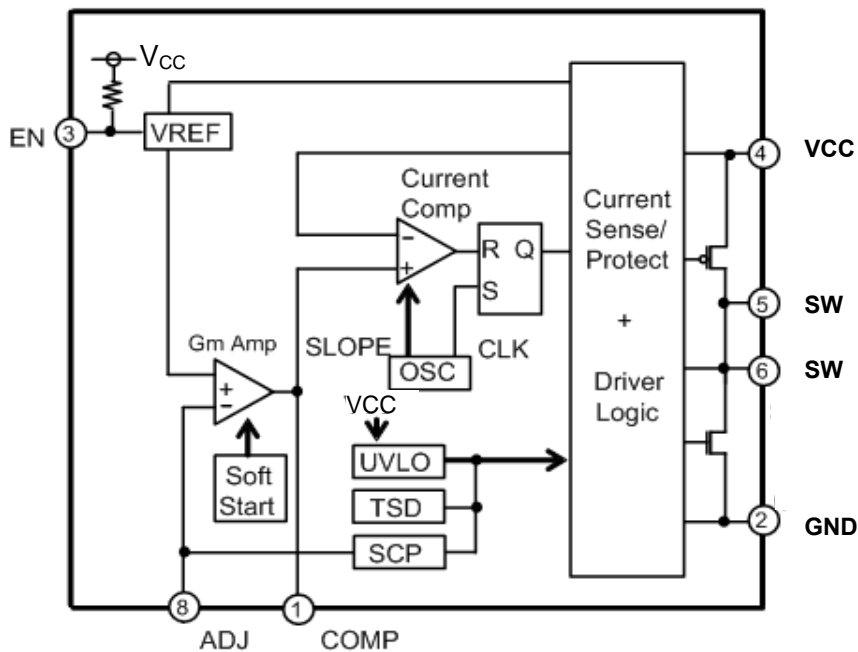 VCC
EN
3
VREF
4
VCC
Current
Comp
−
+
R Q
S
Current
Sense/
Protect
+
Driver
Logic
5
SW
6
SW
Gm Amp
+
−
SLOPE
OSC
CLK
VCC
Soft
Start
UVLO
TSD
SCP
2
GND
8
ADJ
1
COMP